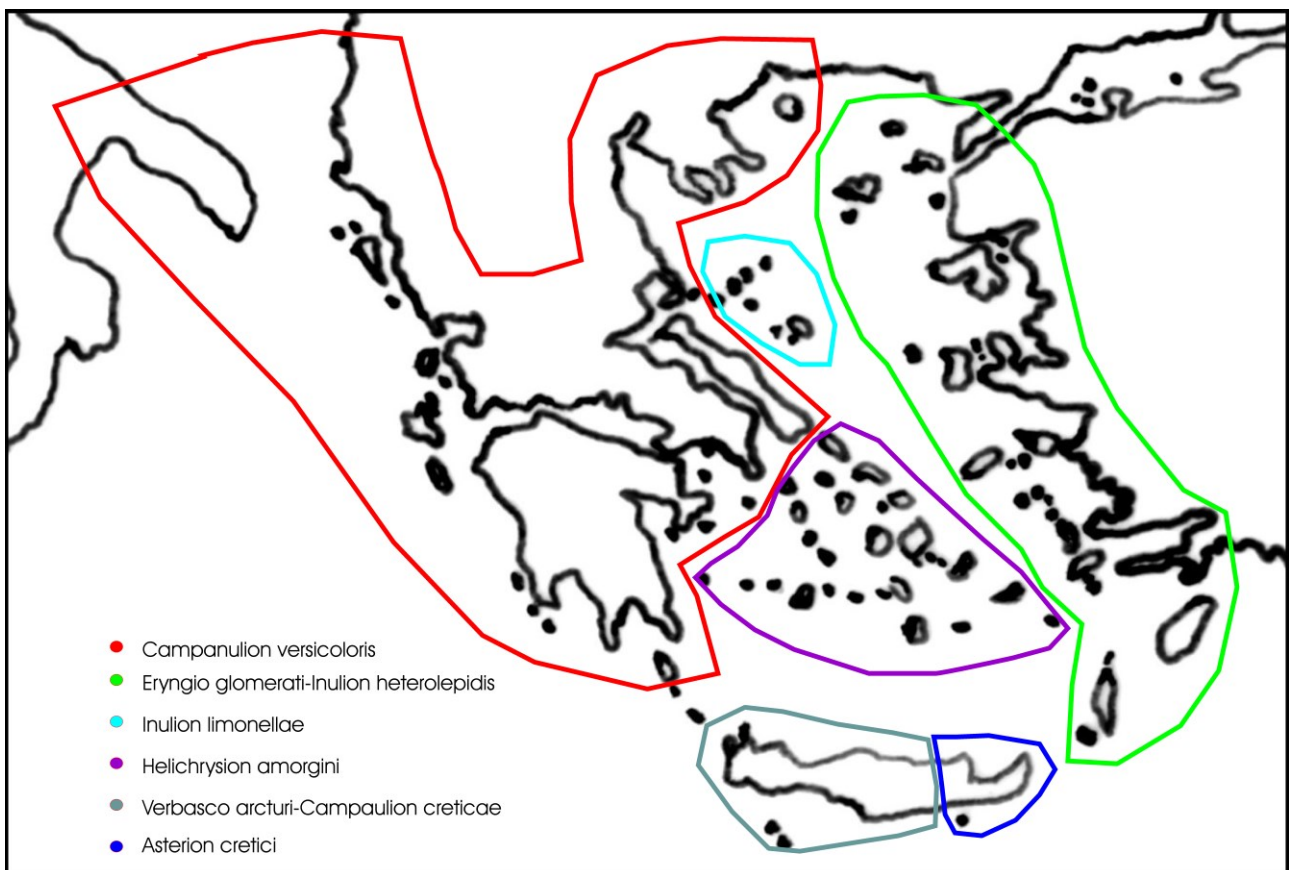 Campanulion versicoloris
Eryngio glomerati-Inulion heterolepidis
Inulion limonellae
Helichrysion amorgini
Verbasco arcturi-Campaulion creticae
Asterion cretici